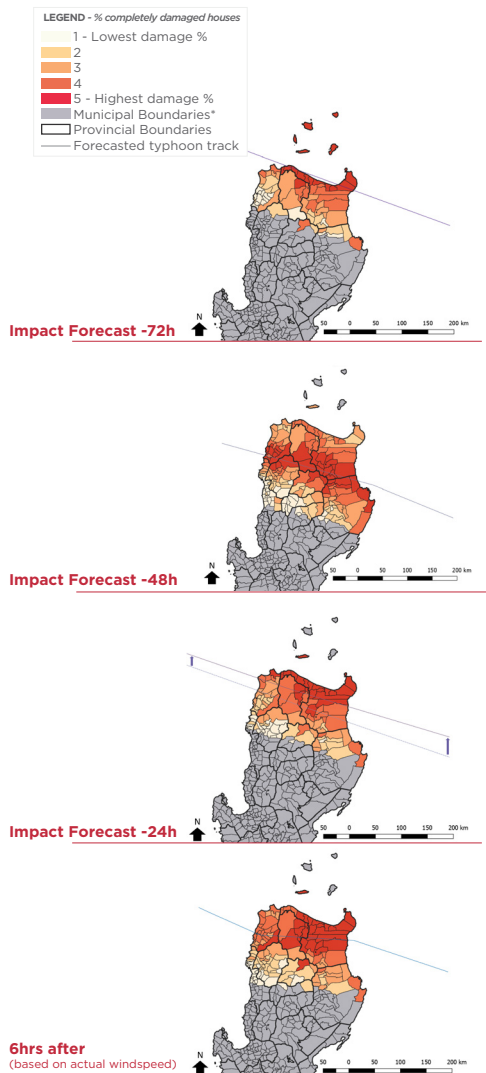 LEGEND - % completely damaged houses
1 - Lowest damage %
2
3
4
5 - Highest damage %
Municipal Boundaries*
Provincial Boundaries
Forecasted typhoon track
Impact Forecast -72h
N
50 0 50 100 150 200 km
Impact Forecast -48h
N
50 0 50 100 150 200 km
Impact Forecast -24h
N
50 0 50 100 150 200 km
6hrs after
(based on actual windspeed)
N
50 0 50 100 150 200 km